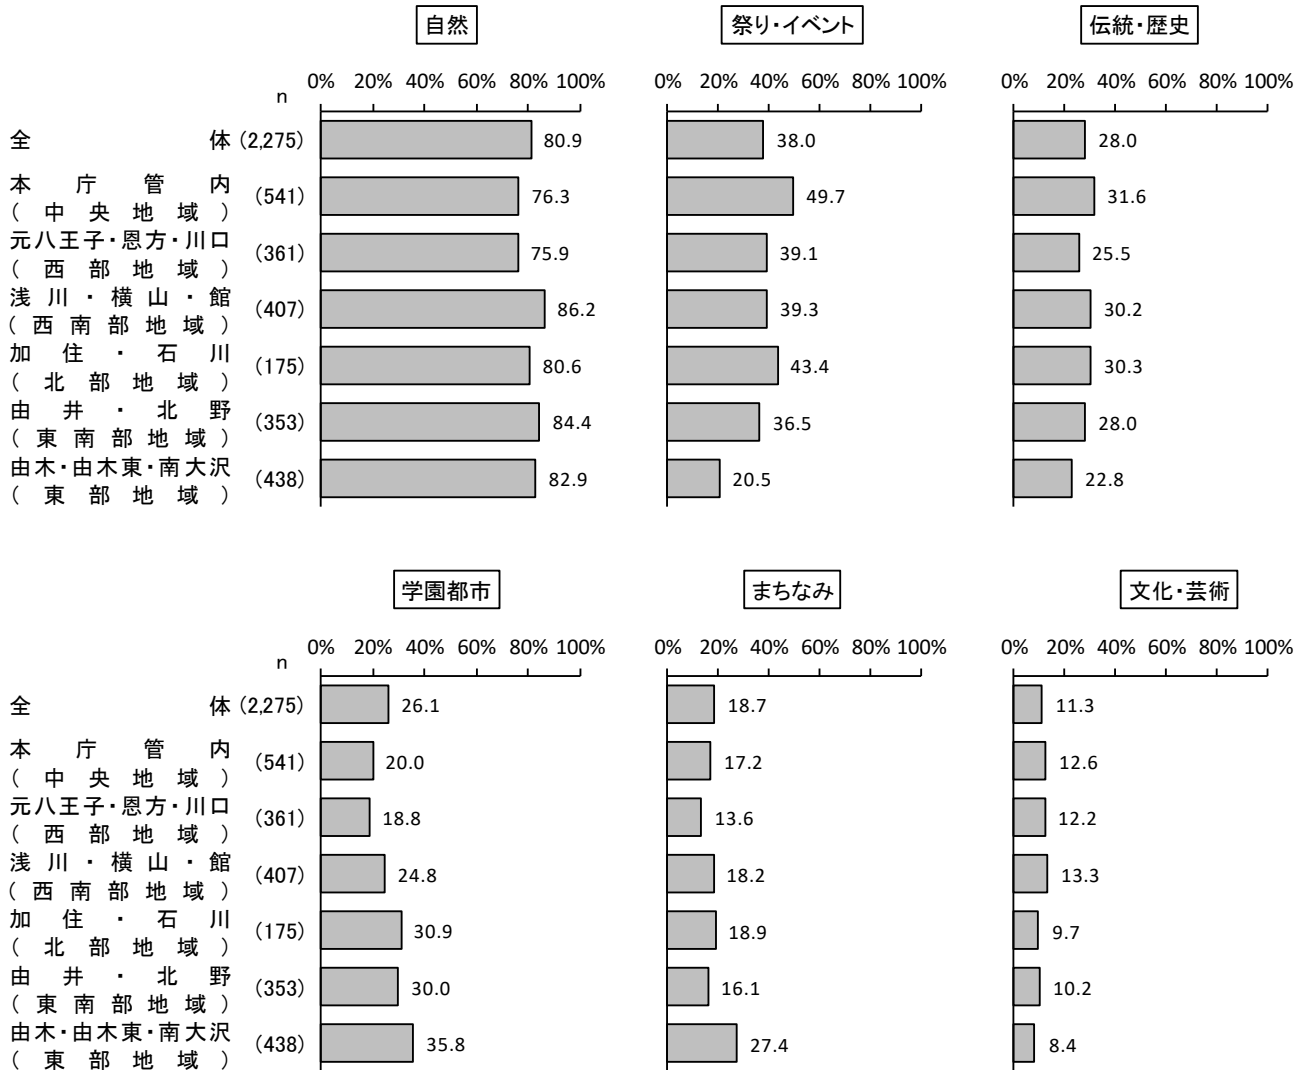 自然 祭り・イベント 伝統・歴史
0% 20% 40% 60% 80% 100% 0% 20% 40% 60% 80% 100% 0% 20% 40% 60% 80% 100%
n
全体 (2,275) 80.9 38.0 28.0
本庁管内
(中央地域) (541) 76.3 49.7 31.6
元八王子・恩方・川口
(西部地域) (361) 75.9 39.1 25.5
浅川・横山・館
(西南部地域) (407) 86.2 39.3 30.2
加住・石川
(北部地域) (175) 80.6 43.4 30.3
由井・北野
(東南部地域) (353) 84.4 36.5 28.0
由木・由木東・南大沢
(東部地域) (438) 82.9 20.5 22.8
学園都市 まちなみ 文化・芸術
0% 20% 40% 60% 80% 100% 0% 20% 40% 60% 80% 100% 0% 20% 40% 60% 80% 100%
n
全体 (2,275) 26.1 18.7 11.3
本庁管内
(中央地域) (541) 20.0 17.2 12.6
元八王子・恩方・川口
(西部地域) (361) 18.8 13.6 12.2
浅川・横山・館
(西南部地域) (407) 24.8 18.2 13.3
加住・石川
(北部地域) (175) 30.9 18.9 9.7
由井・北野
(東南部地域) (353) 30.0 16.1 10.2
由木・由木東・南大沢
(東部地域) (438) 35.8 27.4 8.4